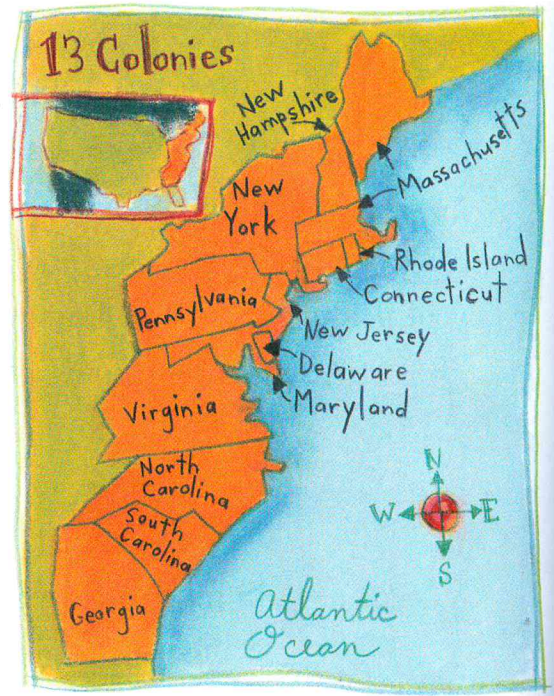 13 Colonies
New
Hampshire
Massachusetts
New
York
Rhode Island
Connecticut
Pennsylvania
New Jersey
Delaware
Maryland
Virginia
North
Carolina
South
Carolina
Georgia
N
W
E
S
Atlantic
Ocean